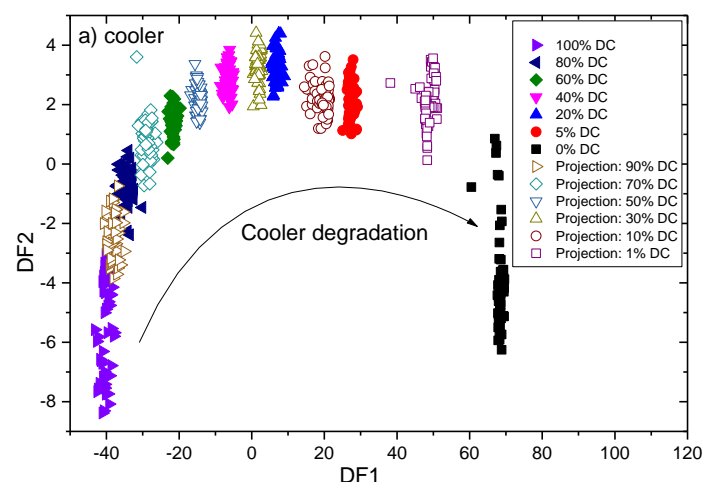 a) cooler
100% DC
80% DC
60% DC
40% DC
20% DC
5% DC
0% DC
Projection: 90% DC
Projection: 70% DC
Projection: 50% DC
Projection: 30% DC
Projection: 10% DC
Projection: 1% DC
Cooler degradation
DF2
4
2
0
-2
-4
-6
-8
-40
-20
0
20
40
60
80
100
120
DF1